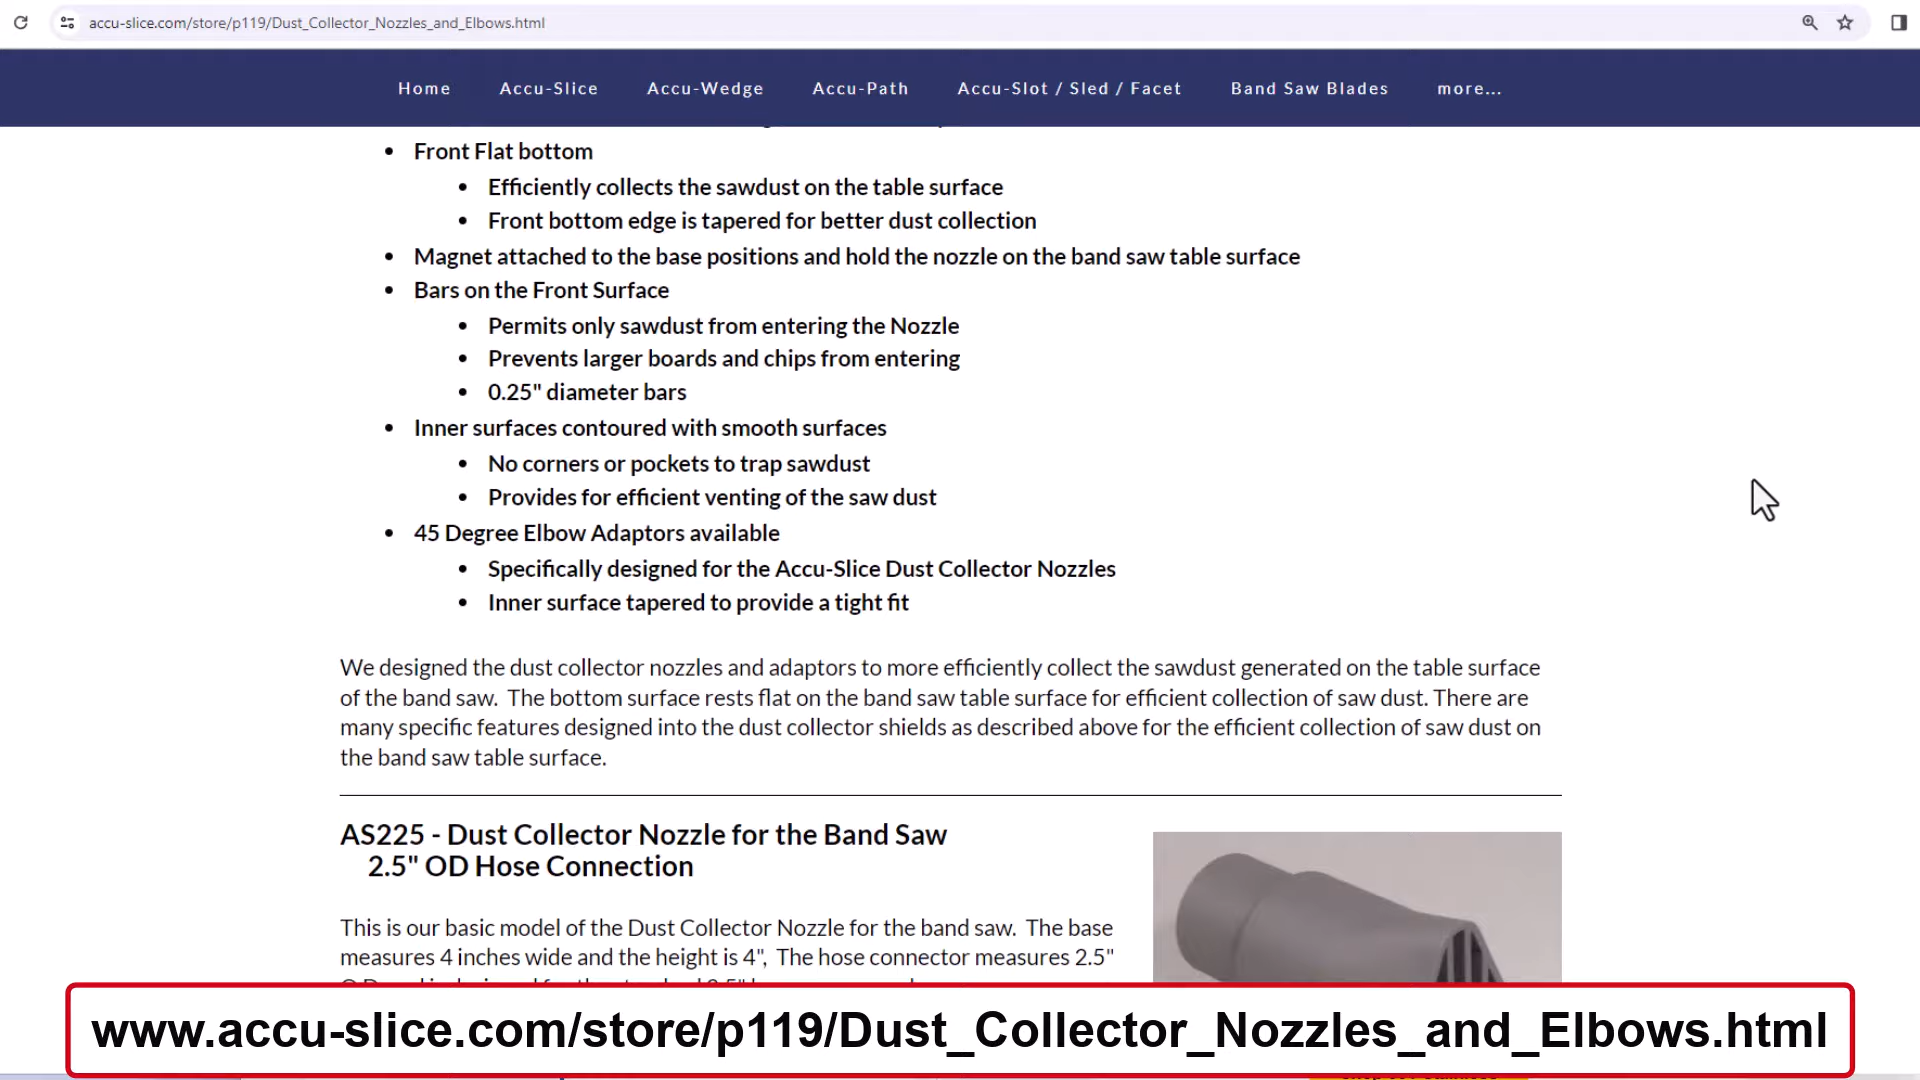 accu-slice.com/store/p119/Dust_Collector_Nozzles_and_Elbows.html
Home Accu-Slice Accu-Wedge Accu-Path Accu-Slot / Sled / Facet Band Saw Blades more...
• Front Flat bottom
• Efficiently collects the sawdust on the table surface
• Front bottom edge is tapered for better dust collection
• Magnet attached to the base positions and hold the nozzle on the band saw table surface
• Bars on the Front Surface
• Permits only sawdust from entering the Nozzle
• Prevents larger boards and chips from entering
• 0.25" diameter bars
• Inner surfaces contoured with smooth surfaces
• No corners or pockets to trap sawdust
• Provides for efficient venting of the saw dust
• 45 Degree Elbow Adaptors available
• Specifically designed for the Accu-Slice Dust Collector Nozzles
• Inner surface tapered to provide a tight fit
We designed the dust collector nozzles and adaptors to more efficiently collect the sawdust generated on the table surface
of the band saw.  The bottom surface rests flat on the band saw table surface for efficient collection of saw dust. There are
many specific features designed into the dust collector shields as described above for the efficient collection of saw dust on
the band saw table surface.
AS225 - Dust Collector Nozzle for the Band Saw
2.5" OD Hose Connection
This is our basic model of the Dust Collector Nozzle for the band saw.  The base
measures 4 inches wide and the height is 4",  The hose connector measures 2.5"
www.accu-slice.com/store/p119/Dust_Collector_Nozzles_and_Elbows.html